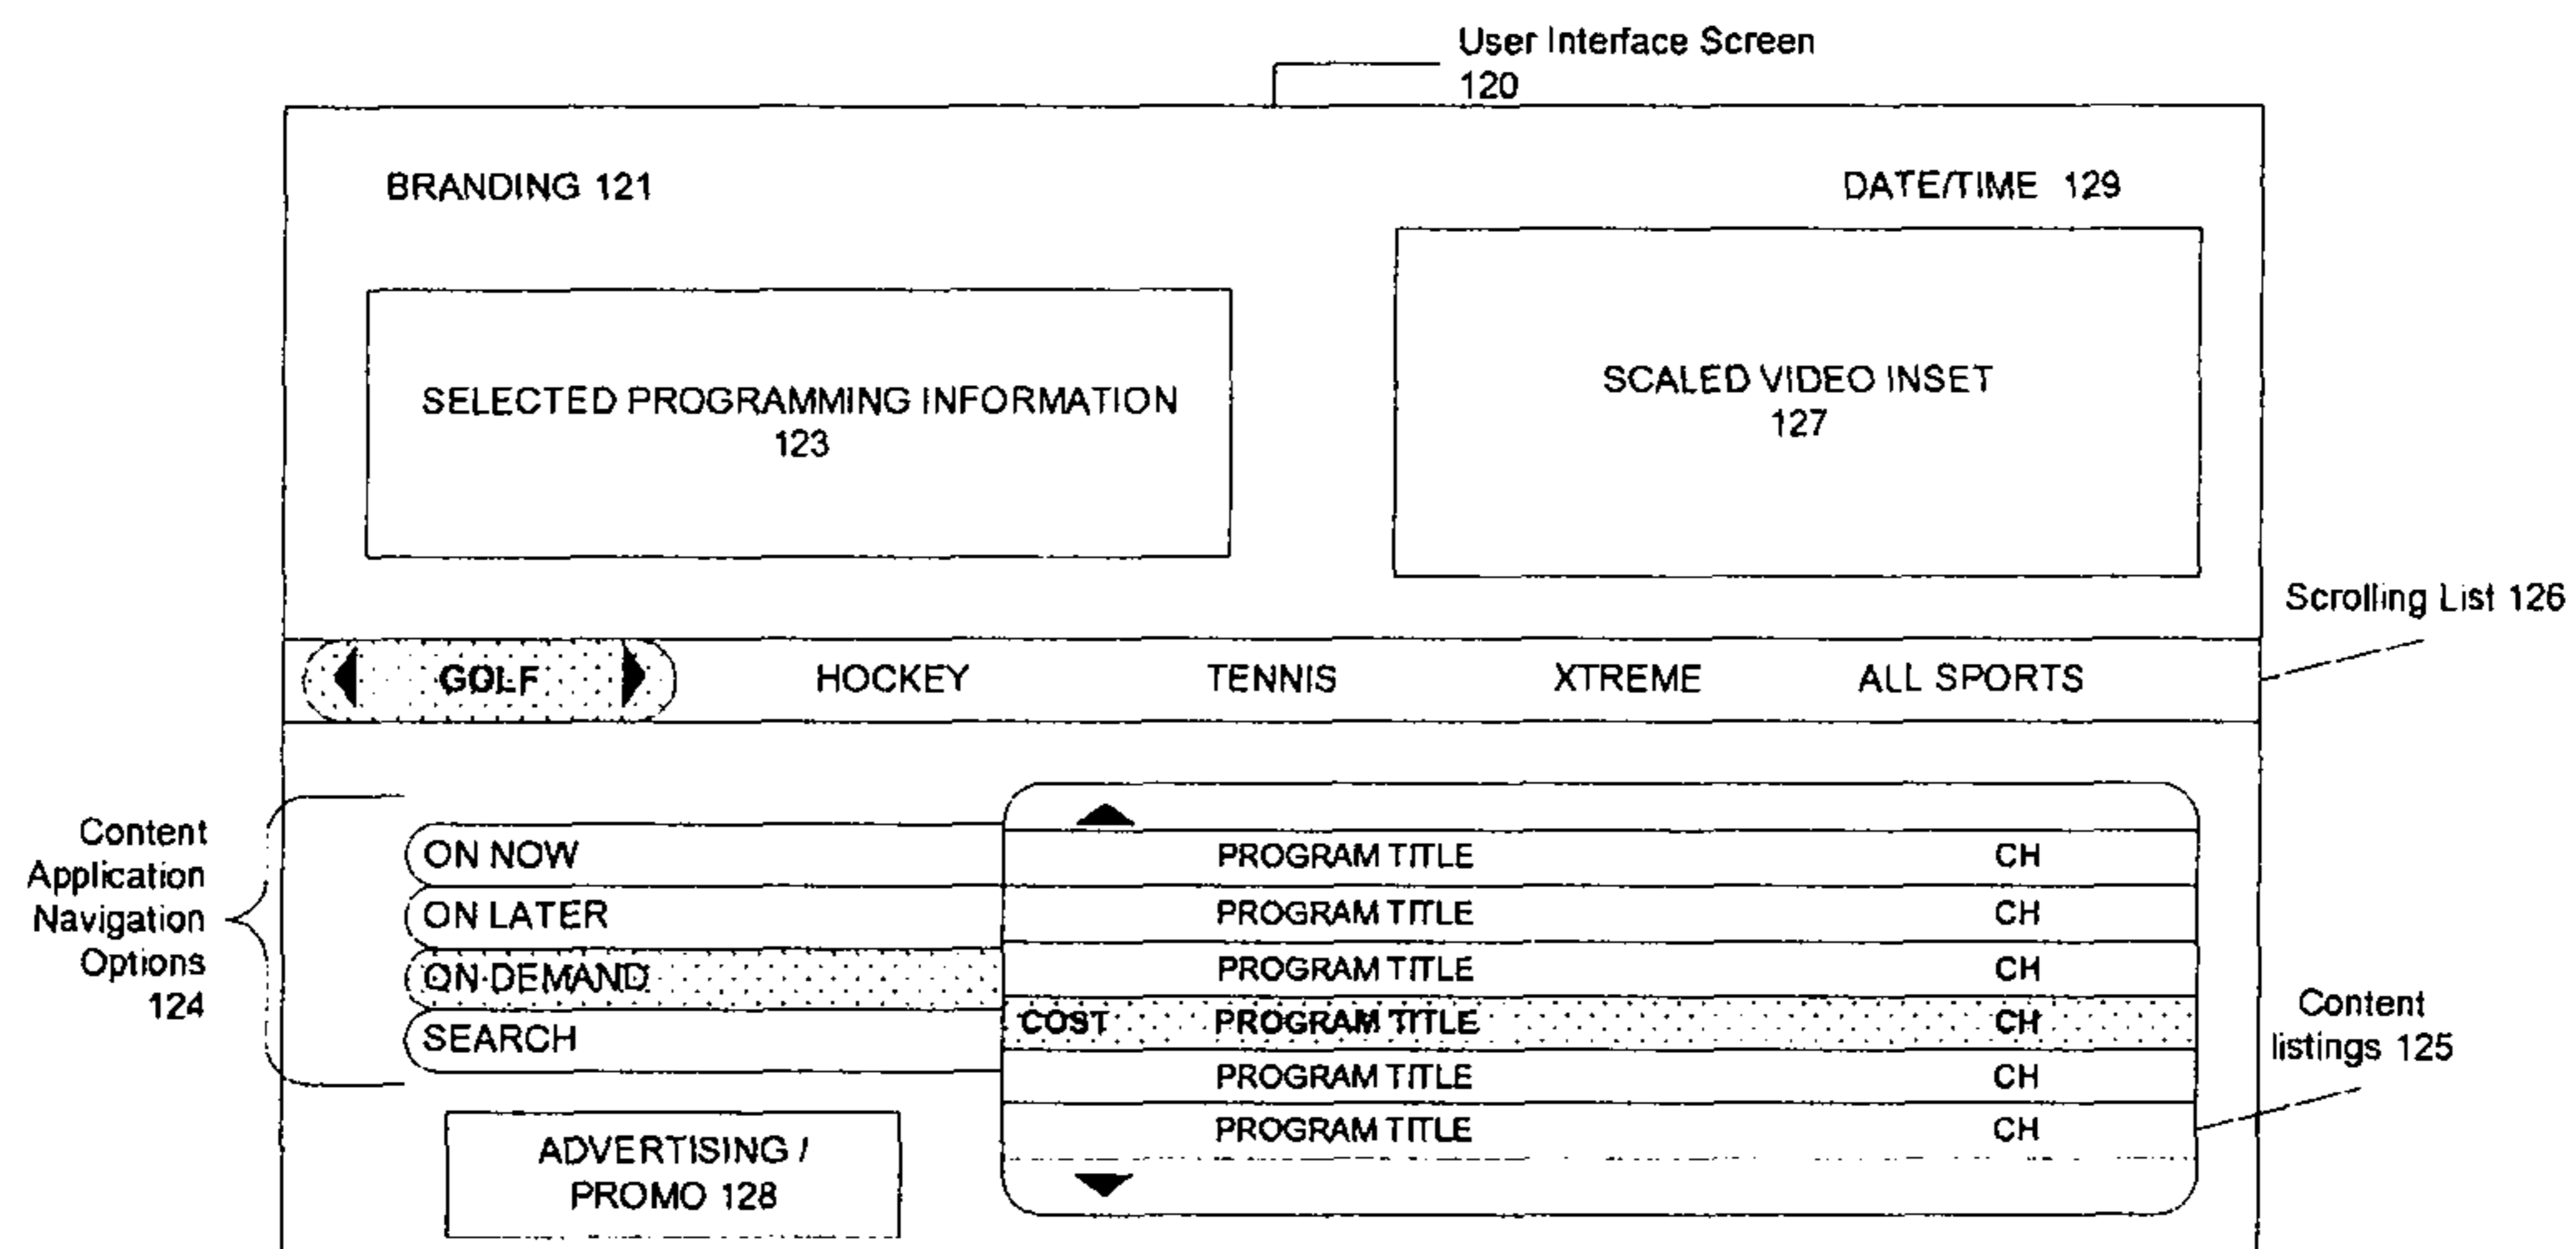 User Interface Screen
120
BRANDING 121
DATE/TIME 129
SELECTED PROGRAMMING INFORMATION
123
SCALED VIDEO INSET
127
Scrolling List 126
GOLF
HOCKEY
TENNIS
XTREME
ALL SPORTS
Content
Application
Navigation
Options
124
ON NOW
ON LATER
ON DEMAND
SEARCH
PROGRAM TITLE CH
PROGRAM TITLE CH
PROGRAM TITLE CH
COST PROGRAM TITLE CH
PROGRAM TITLE CH
PROGRAM TITLE CH
Content
listings 125
ADVERTISING /
PROMO 128